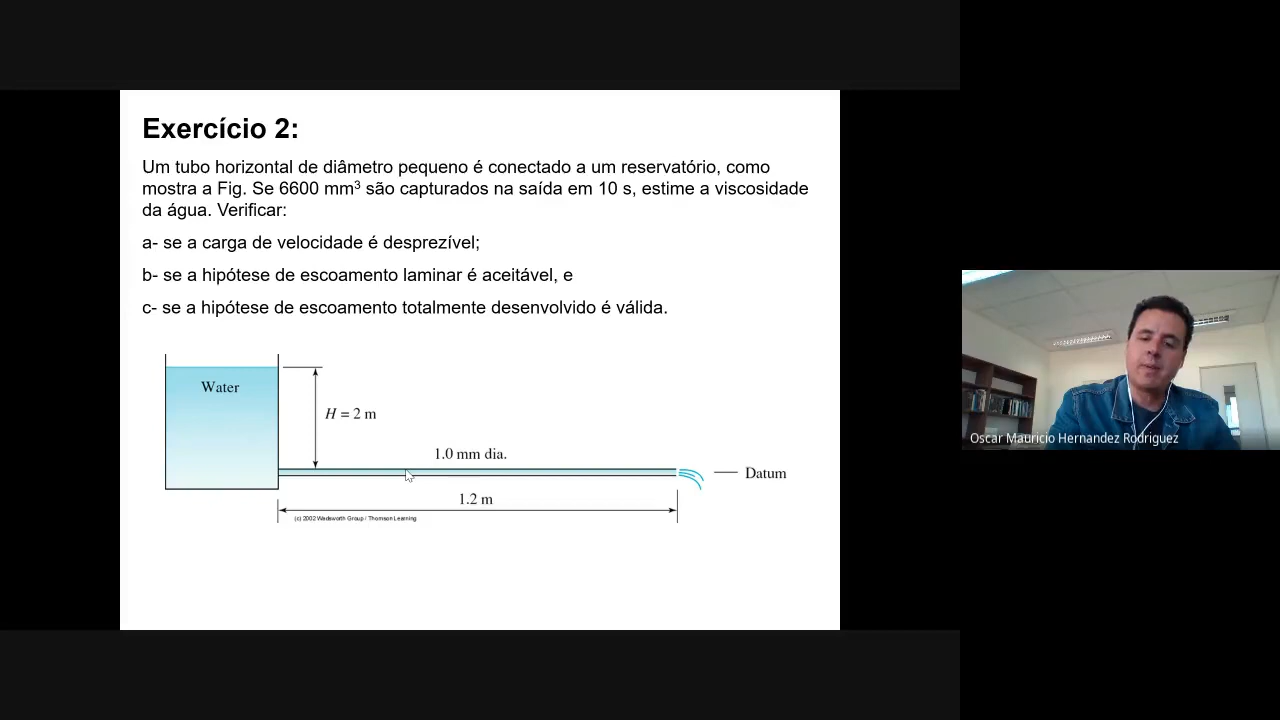 Exercício 2:
Um tubo horizontal de diâmetro pequeno é conectado a um reservatório, como
mostra a Fig. Se 6600 mm³ são capturados na saída em 10 s, estime a viscosidade
da água. Verificar:
a- se a carga de velocidade é desprezível;
b- se a hipótese de escoamento laminar é aceitável, e
c- se a hipótese de escoamento totalmente desenvolvido é válida.
Water
H = 2 m
1.0 mm dia.
Datum
1.2 m
(c) 2002 Wadsworth Group / Thomson Learning
Oscar Mauricio Hernandez Rodriguez